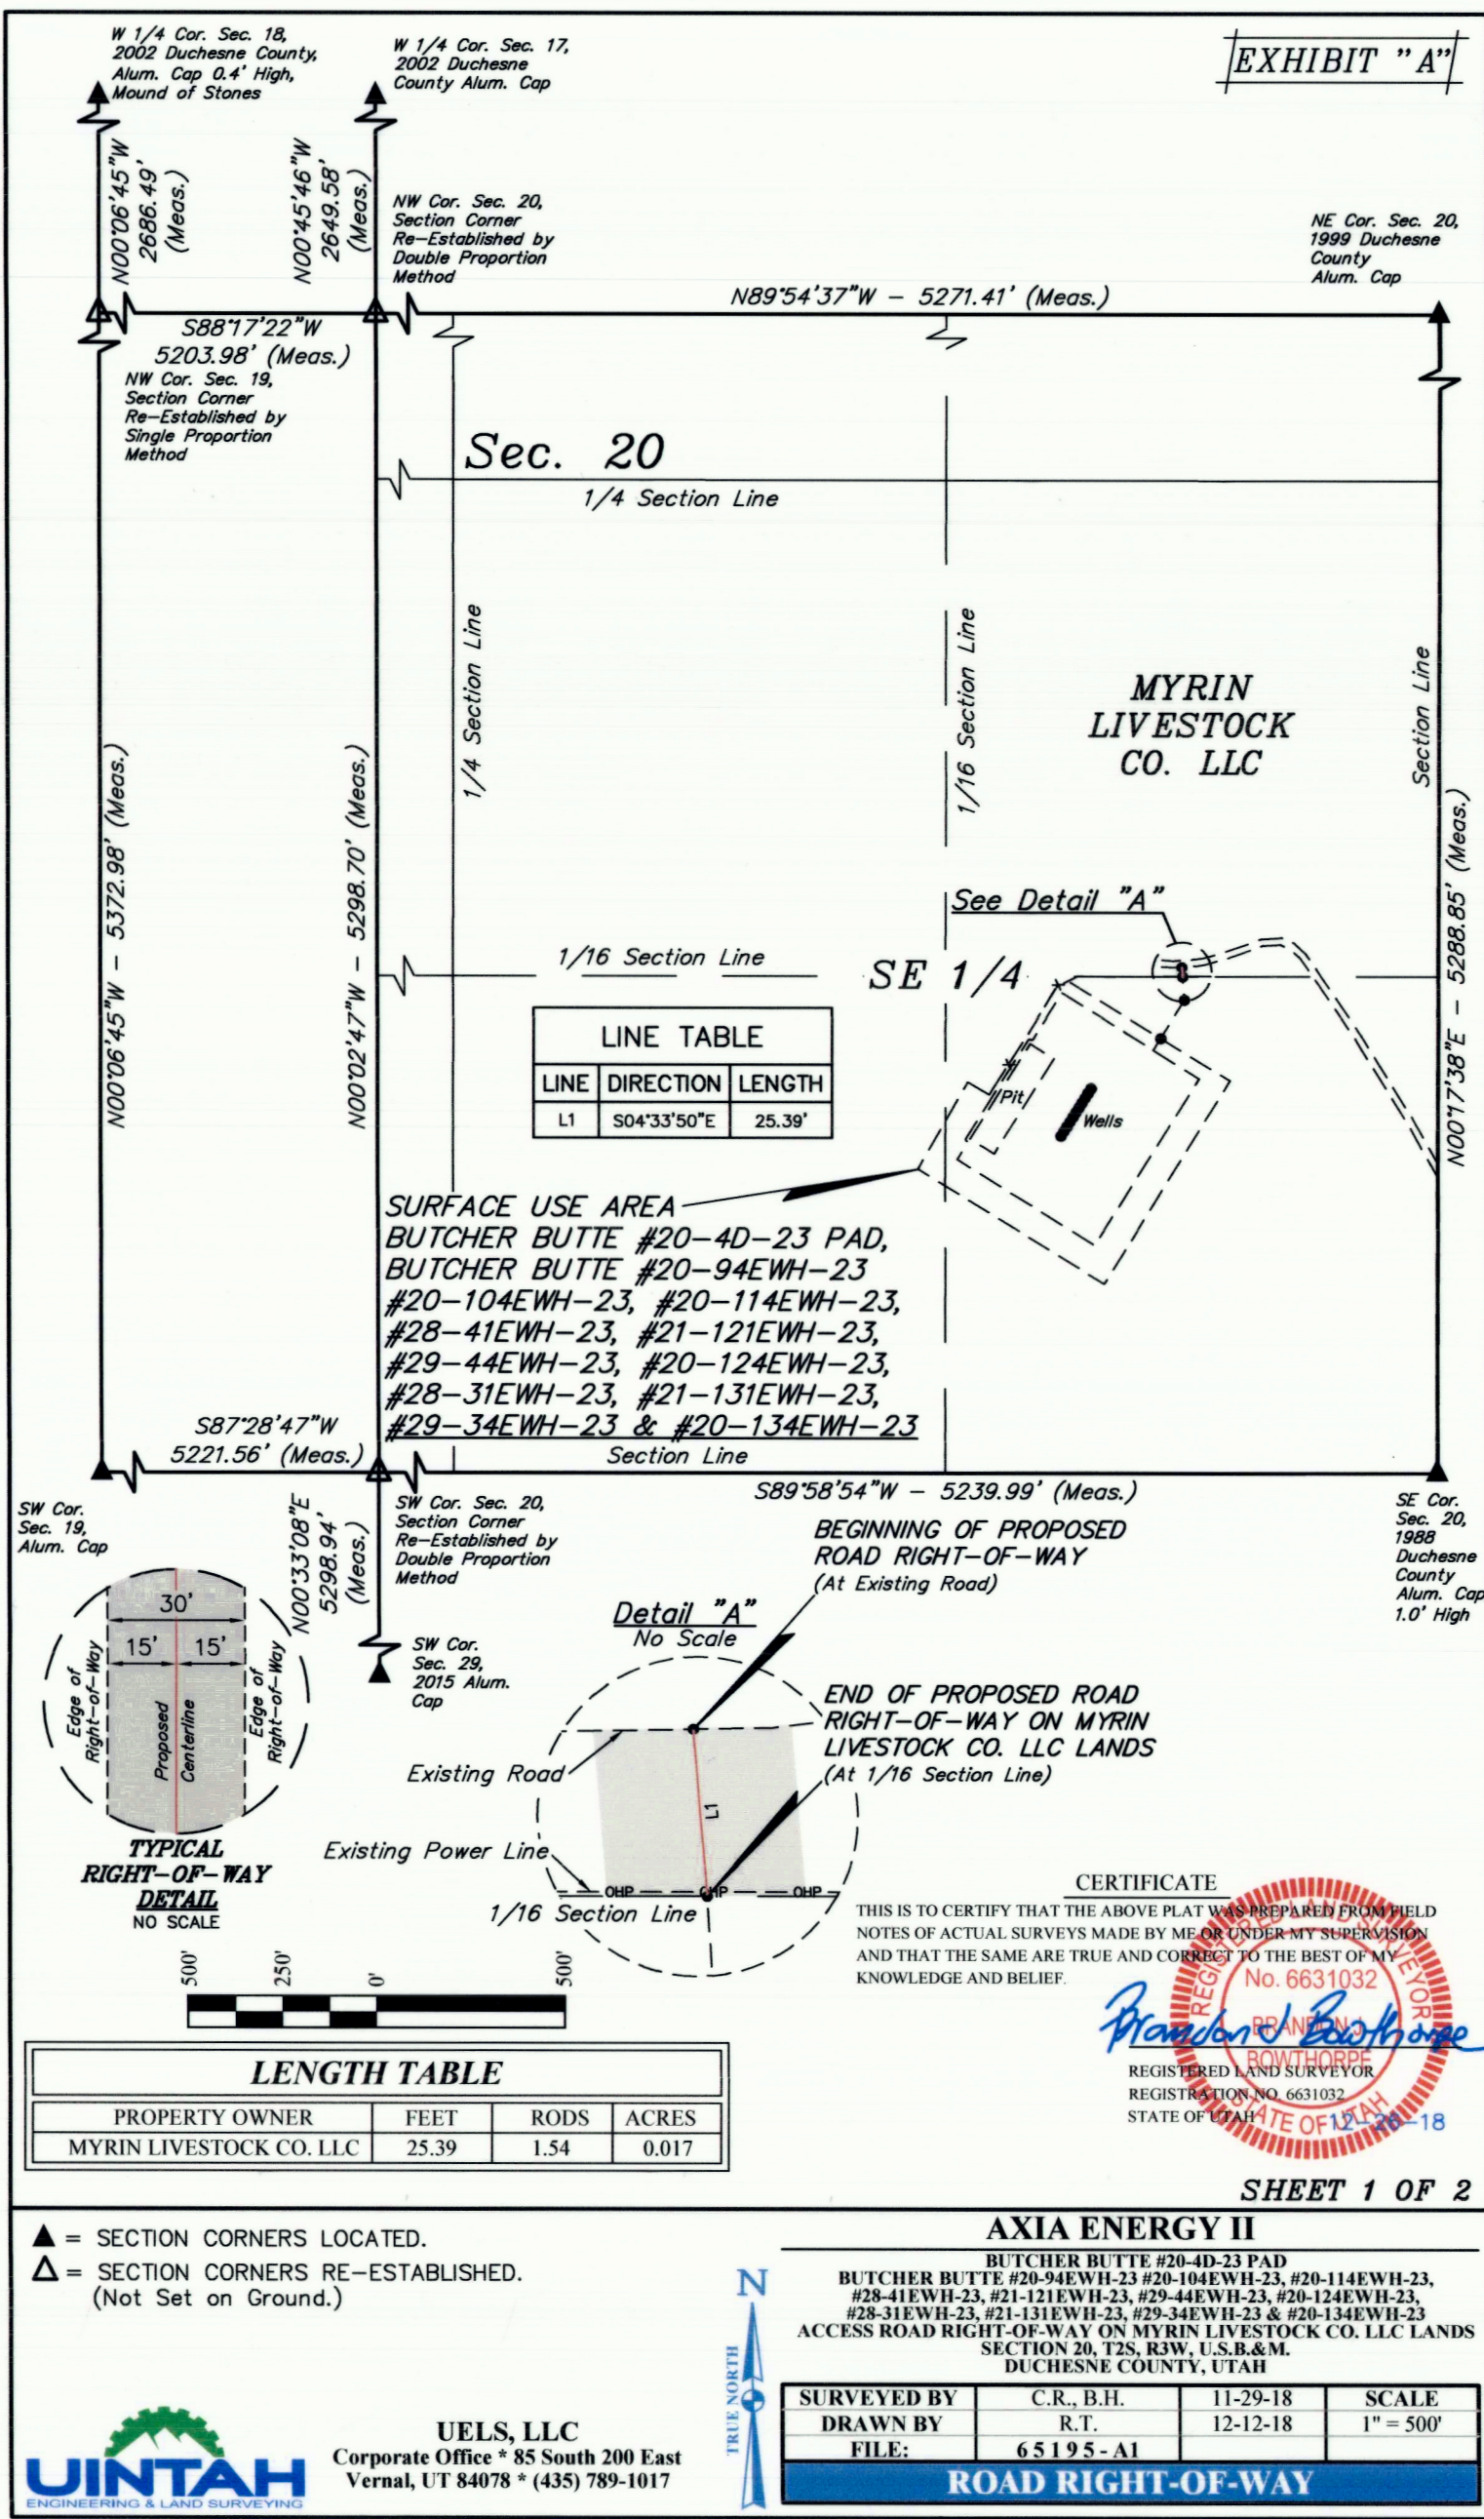 EXHIBIT "A"
W 1/4 Cor. Sec. 18,
2002 Duchesne County,
Alum. Cap 0.4' High,
Mound of Stones
W 1/4 Cor. Sec. 17,
2002 Duchesne
County Alum. Cap
N00°06'45"W
2686.49'
(Meas.)
N00°45'46"W
2649.58'
(Meas.)
NW Cor. Sec. 20,
Section Corner
Re-Established by
Double Proportion
Method
NE Cor. Sec. 20,
1999 Duchesne
County
Alum. Cap
N89°54'37"W - 5271.41' (Meas.)
S88°17'22"W
5203.98' (Meas.)
NW Cor. Sec. 19,
Section Corner
Re-Established by
Single Proportion
Method
Sec. 20
1/4 Section Line
1/4 Section Line
1/16 Section Line
MYRIN
LIVESTOCK
CO. LLC
Section Line
N00°06'45"W - 5372.98' (Meas.)
N00°02'47"W - 5298.70' (Meas.)
N00°17'38"E - 5288.85' (Meas.)
See Detail "A"
1/16 Section Line
SE 1/4
LINE TABLE
LINE DIRECTION LENGTH
L1 S04°33'50"E 25.39'
Pit
Wells
SURFACE USE AREA
BUTCHER BUTTE #20-4D-23 PAD,
BUTCHER BUTTE #20-94EWH-23
#20-104EWH-23, #20-114EWH-23,
#28-41EWH-23, #21-121EWH-23,
#29-44EWH-23, #20-124EWH-23,
#28-31EWH-23, #21-131EWH-23,
#29-34EWH-23 & #20-134EWH-23
Section Line
S87°28'47"W
5221.56' (Meas.)
S89°58'54"W - 5239.99' (Meas.)
SW Cor.
Sec. 19,
Alum. Cap
N00°33'08"E
5298.94'
(Meas.)
SW Cor. Sec. 20,
Section Corner
Re-Established by
Double Proportion
Method
SE Cor.
Sec. 20,
1988
Duchesne
County
Alum. Cap
1.0' High
SW Cor.
Sec. 29,
2015 Alum.
Cap
30'
15' 15'
Edge of
Right-of-Way
Proposed
Centerline
Edge of
Right-of-Way
TYPICAL
RIGHT-OF-WAY
DETAIL
NO SCALE
BEGINNING OF PROPOSED
ROAD RIGHT-OF-WAY
(At Existing Road)
Detail "A"
No Scale
END OF PROPOSED ROAD
RIGHT-OF-WAY ON MYRIN
LIVESTOCK CO. LLC LANDS
(At 1/16 Section Line)
Existing Road
L1
Existing Power Line
OHP OHP OHP
1/16 Section Line
500' 250' 0' 500'
CERTIFICATE
THIS IS TO CERTIFY THAT THE ABOVE PLAT WAS PREPARED FROM FIELD
NOTES OF ACTUAL SURVEYS MADE BY ME OR UNDER MY SUPERVISION
AND THAT THE SAME ARE TRUE AND CORRECT TO THE BEST OF MY
KNOWLEDGE AND BELIEF.
REGISTERED LAND SURVEYOR
No. 6631032
BRANDON J.
BOWTHORPE
STATE OF UTAH
Brandon J Bowthorpe
REGISTERED LAND SURVEYOR
REGISTRATION NO. 6631032
STATE OF UTAH
12-26-18
LENGTH TABLE
PROPERTY OWNER FEET RODS ACRES
MYRIN LIVESTOCK CO. LLC 25.39 1.54 0.017
SHEET 1 OF 2
▲ = SECTION CORNERS LOCATED.
△ = SECTION CORNERS RE-ESTABLISHED.
(Not Set on Ground.)
N
TRUE NORTH
AXIA ENERGY II
BUTCHER BUTTE #20-4D-23 PAD
BUTCHER BUTTE #20-94EWH-23 #20-104EWH-23, #20-114EWH-23,
#28-41EWH-23, #21-121EWH-23, #29-44EWH-23, #20-124EWH-23,
#28-31EWH-23, #21-131EWH-23, #29-34EWH-23 & #20-134EWH-23
ACCESS ROAD RIGHT-OF-WAY ON MYRIN LIVESTOCK CO. LLC LANDS
SECTION 20, T2S, R3W, U.S.B.&M.
DUCHESNE COUNTY, UTAH
SURVEYED BY C.R., B.H. 11-29-18 SCALE
DRAWN BY R.T. 12-12-18 1" = 500'
FILE: 65195-A1
ROAD RIGHT-OF-WAY
UINTAH
ENGINEERING & LAND SURVEYING
UELS, LLC
Corporate Office * 85 South 200 East
Vernal, UT 84078 * (435) 789-1017